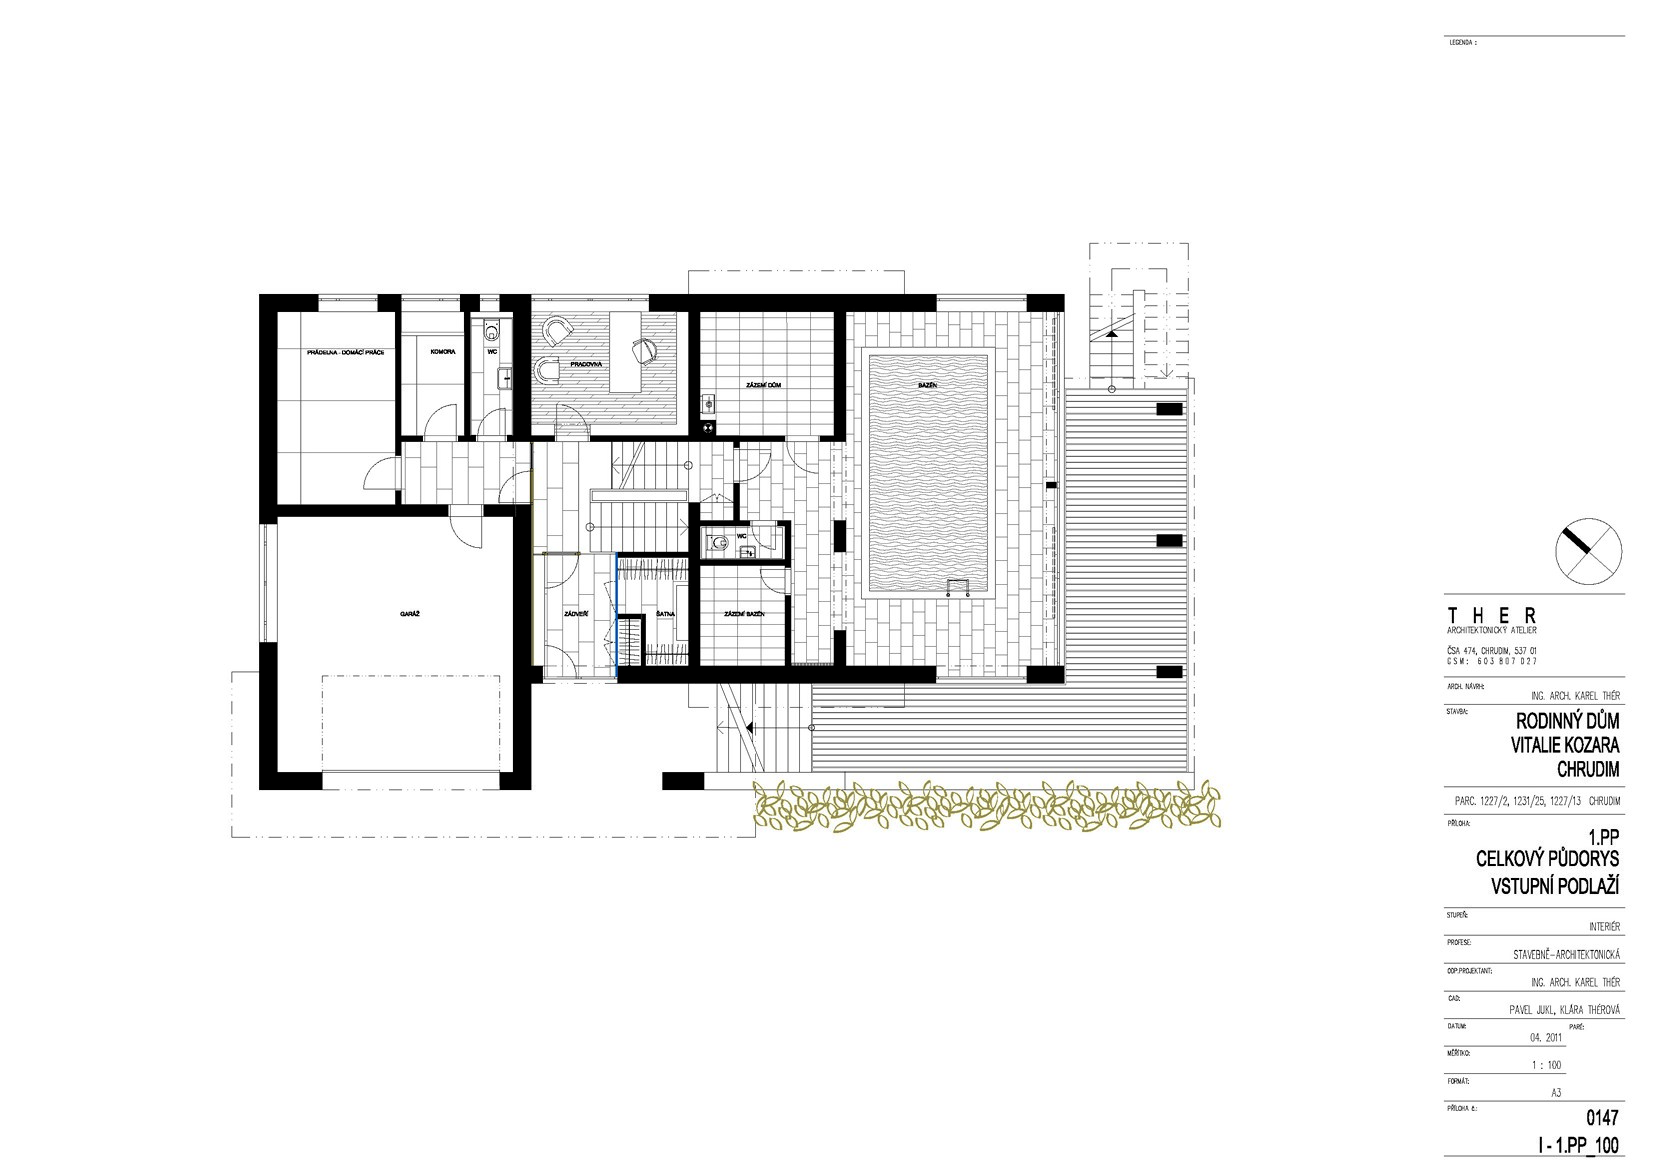 LEGENDA :
PRÁDELNA - DOMÁCÍ PRÁCE
KOMORA
WC
PRACOVNA
ZÁZEMÍ DŮM
BAZÉN
WC
GARÁŽ
ZÁDVEŘÍ
ŠATNA
ZÁZEMÍ BAZÉN
THER
ARCHITEKTONICKÝ ATELIER
ČSA 474, CHRUDIM, 537 01
GSM: 603 807 027
ARCH. NÁVRH:
ING. ARCH. KAREL THÉR
STAVBA:
RODINNÝ DŮM
VITALIE KOZARA
CHRUDIM
PARC. 1227/2, 1231/25, 1227/13 CHRUDIM
PŘÍLOHA:
1.PP
CELKOVÝ PŮDORYS
VSTUPNÍ PODLAŽÍ
STUPEŇ:
INTERIÉR
PROFESE:
STAVEBNĚ-ARCHITEKTONICKÁ
ODP.PROJEKTANT:
ING. ARCH. KAREL THÉR
CAD:
PAVEL JUKL, KLÁRA THÉROVÁ
DATUM: PARÉ:
04. 2011
MĚŘÍTKO:
1 : 100
FORMÁT:
A3
PŘÍLOHA č.:
0147
I - 1.PP_100